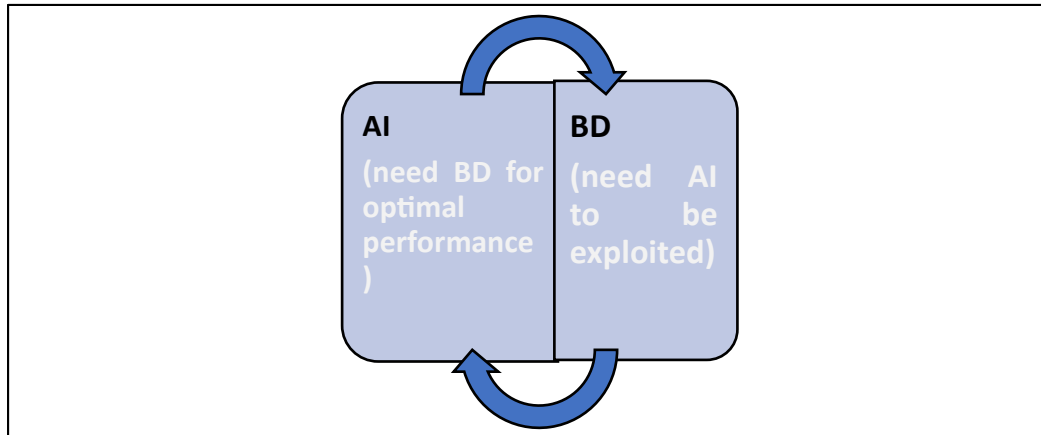 AI
(need BD for
optimal
performance
)
BD
(need AI
to be
exploited)